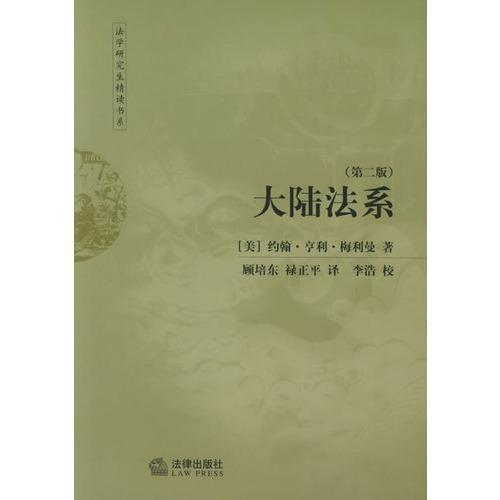 法学研究生精读书系
（第二版）
大陆法系
［美］约翰·亨利·梅利曼 著
顾培东 禄正平 译 李浩 校
法律出版社
LAW PRESS